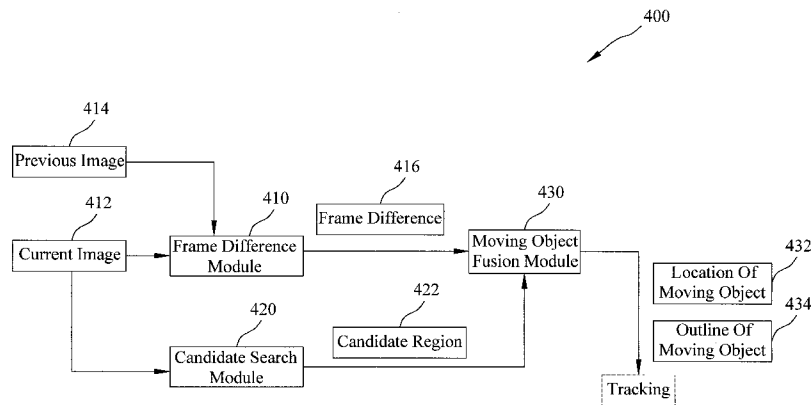 400
414
Previous Image
416
412
410
Frame Difference
430
432
Current Image
Frame Difference
Module
Moving Object
Fusion Module
Location Of
Moving Object
434
422
420
Candidate Region
Outline Of
Moving Object
Candidate Search
Module
Tracking